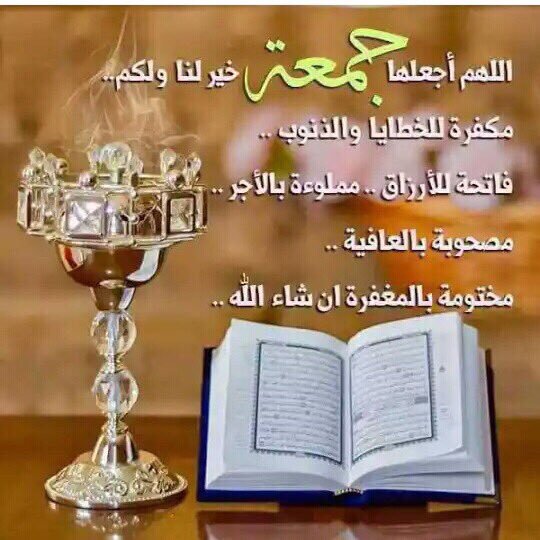 اللهم أجعلها جمعة خير لنا ولكم..
مكفرة للخطايا والذنوب ..
فاتحة للأرزاق .. مملوءة بالأجر ..
مصحوبة بالعافية ..
مختومة بالمغفرة ان شاء الله ..